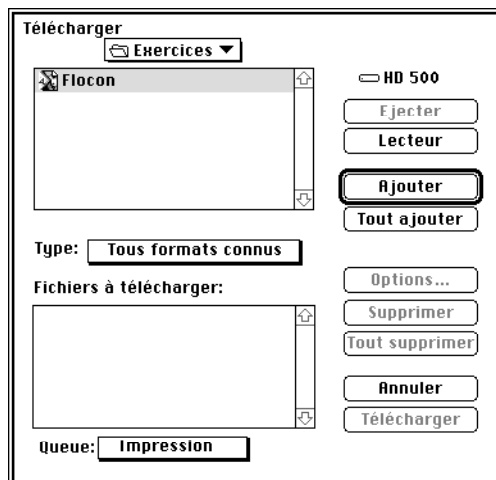 Télécharger
Exercices
Flocon
HD 500
Ejecter
Lecteur
Ajouter
Tout ajouter
Type: Tous formats connus
Fichiers à télécharger:
Options...
Supprimer
Tout supprimer
Annuler
Télécharger
Queue: Impression